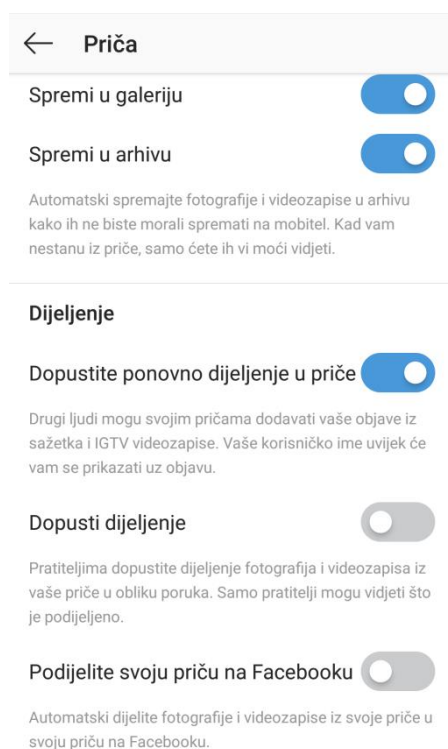 Priča
Spremi u galeriju
Spremi u arhivu
Automatski spremajte fotografije i videozapise u arhivu
kako ih ne biste morali spremati na mobitel. Kad vam
nestanu iz priče, samo ćete ih vi moći vidjeti.
Dijeljenje
Dopustite ponovno dijeljenje u priče
Drugi ljudi mogu svojim pričama dodavati vaše objave iz
sažetka i IGTV videozapise. Vaše korisničko ime uvijek će
vam se prikazati uz objavu.
Dopusti dijeljenje
Pratiteljima dopustite dijeljenje fotografija i videozapisa iz
vaše priče u obliku poruka. Samo pratitelji mogu vidjeti što
je podijeljeno.
Podijelite svoju priču na Facebooku
Automatski dijelite fotografije i videozapise iz svoje priče u
svoju priču na Facebooku.